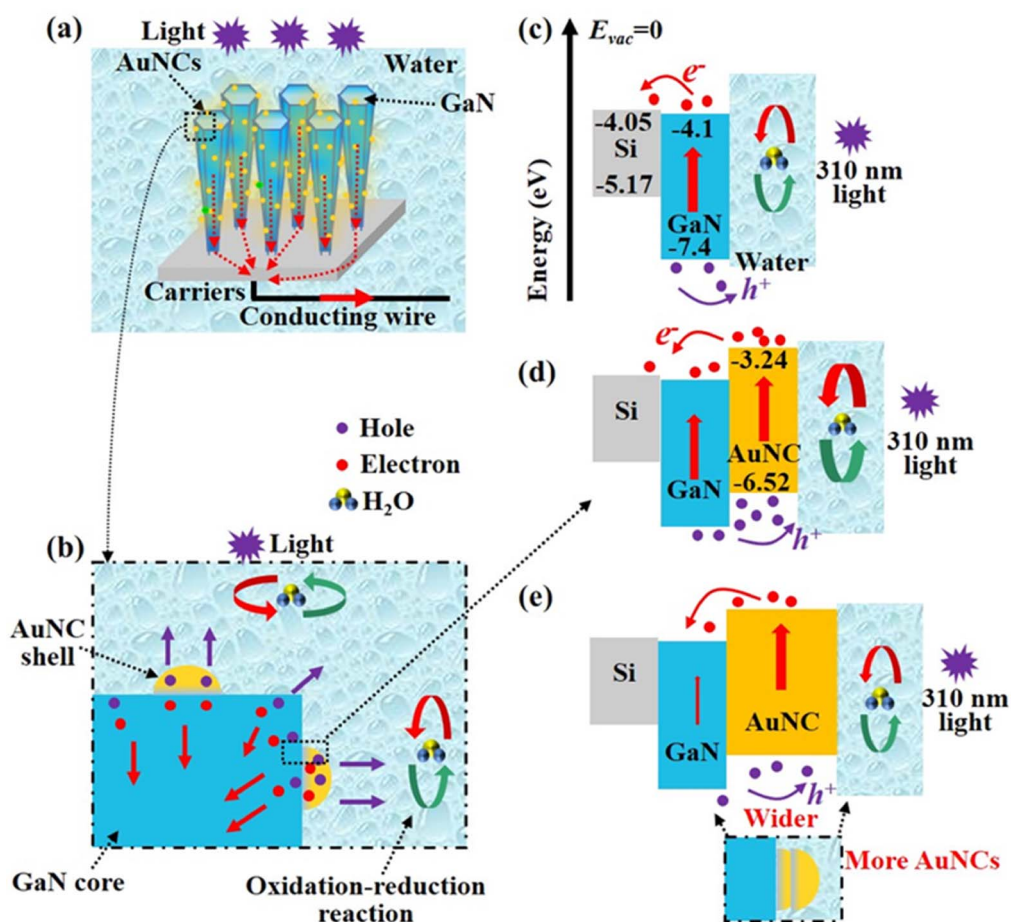 (a)
Light
AuNCs
Water
GaN
Carriers
Conducting wire
Hole
Electron
H₂O
(b)
Light
AuNC
shell
GaN core
Oxidation-reduction
reaction
(c)
Evac=0
Energy (eV)
e-
-4.05
Si
-5.17
-4.1
GaN
-7.4
h+
Water
310 nm
light
(d)
e-
Si
GaN
-3.24
AuNC
-6.52
h+
310 nm
light
(e)
Si
GaN
AuNC
h+
310 nm
light
Wider
More AuNCs